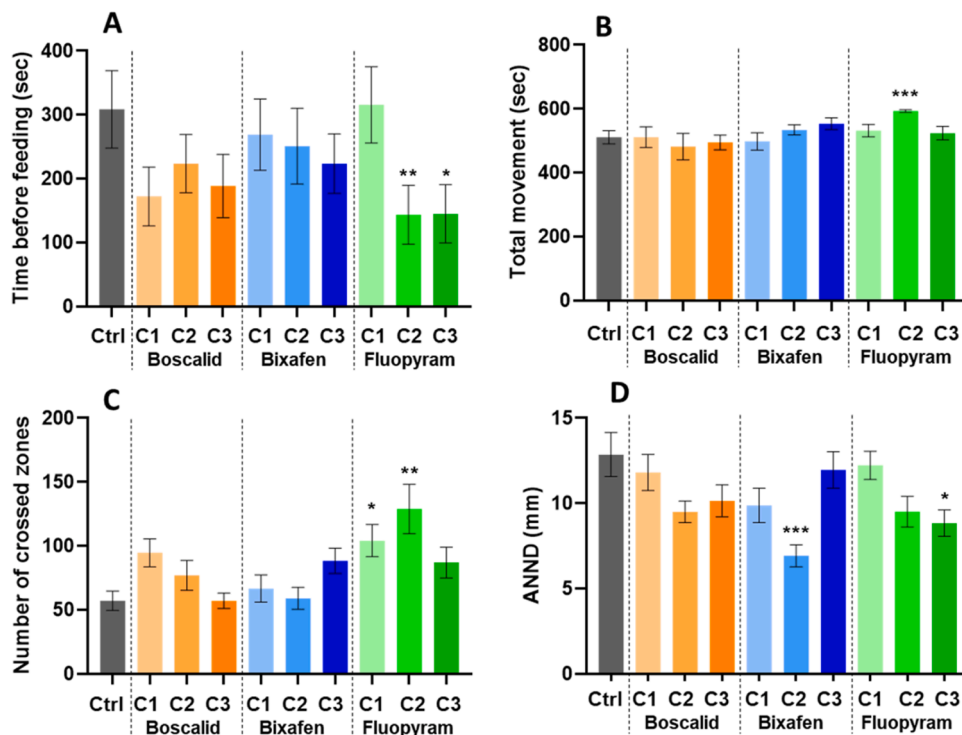 A
Time before feeding (sec)
400
300
200
100
0
** *
Ctrl C1 C2 C3 C1 C2 C3 C1 C2 C3
Boscalid Bixafen Fluopyram
B
Total movement (sec)
800
600
400
200
0
***
Ctrl C1 C2 C3 C1 C2 C3 C1 C2 C3
Boscalid Bixafen Fluopyram
C
Number of crossed zones
200
150
100
50
0
* **
Ctrl C1 C2 C3 C1 C2 C3 C1 C2 C3
Boscalid Bixafen Fluopyram
D
ANND (mm)
15
10
5
0
*** *
Ctrl C1 C2 C3 C1 C2 C3 C1 C2 C3
Boscalid Bixafen Fluopyram